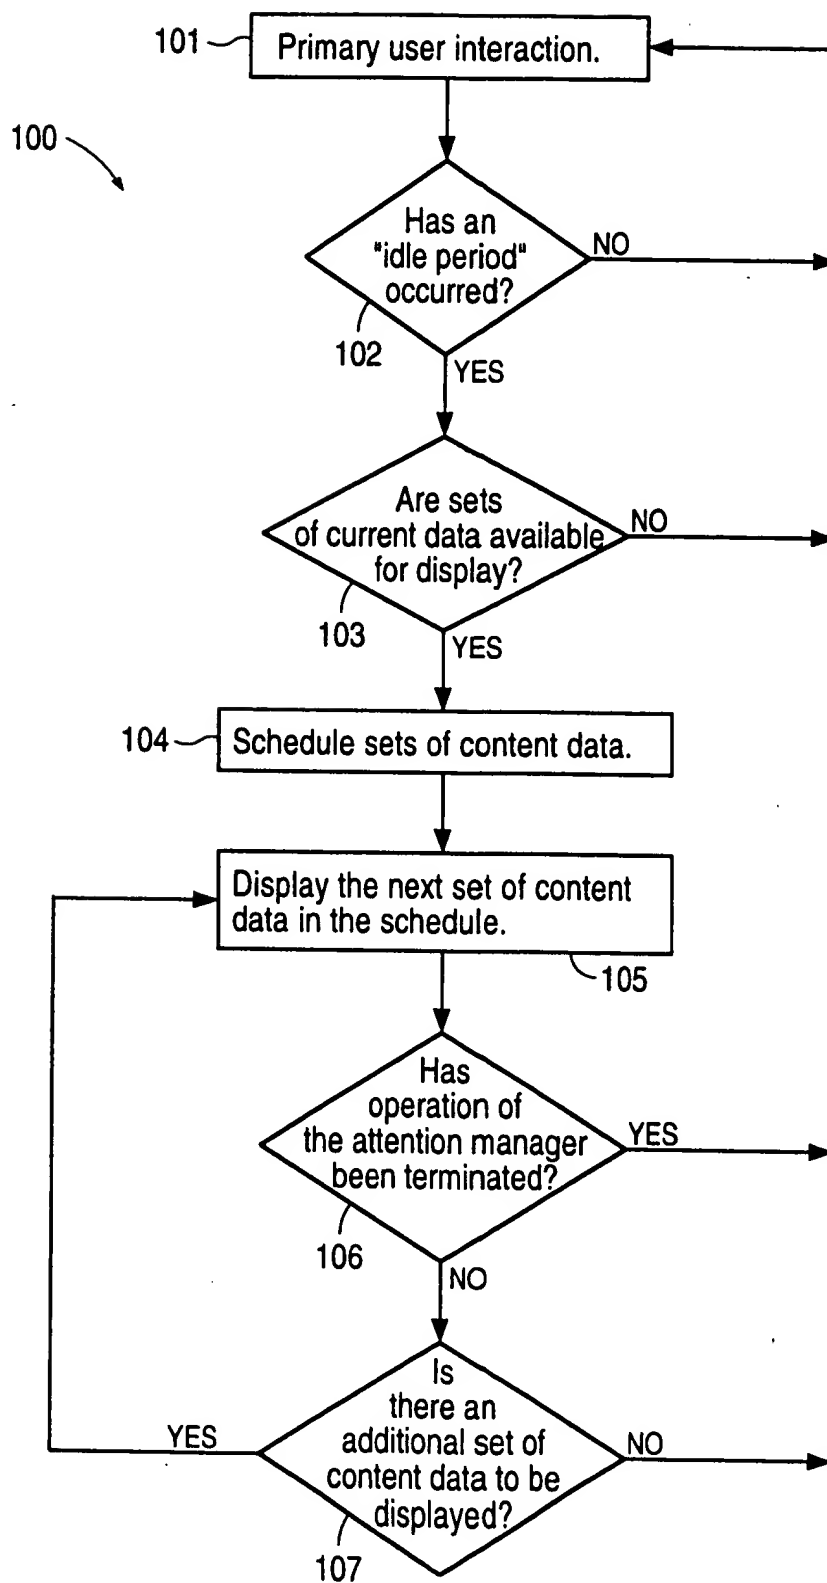 101
Primary user interaction.
100
Has an
"idle period"
occurred?
NO
102
YES
Are sets
of current data available
for display?
NO
103
YES
104
Schedule sets of content data.
Display the next set of content
data in the schedule.
105
Has
operation of
the attention manager
been terminated?
YES
106
NO
Is
there an
additional set of
content data to be
displayed?
YES
NO
107